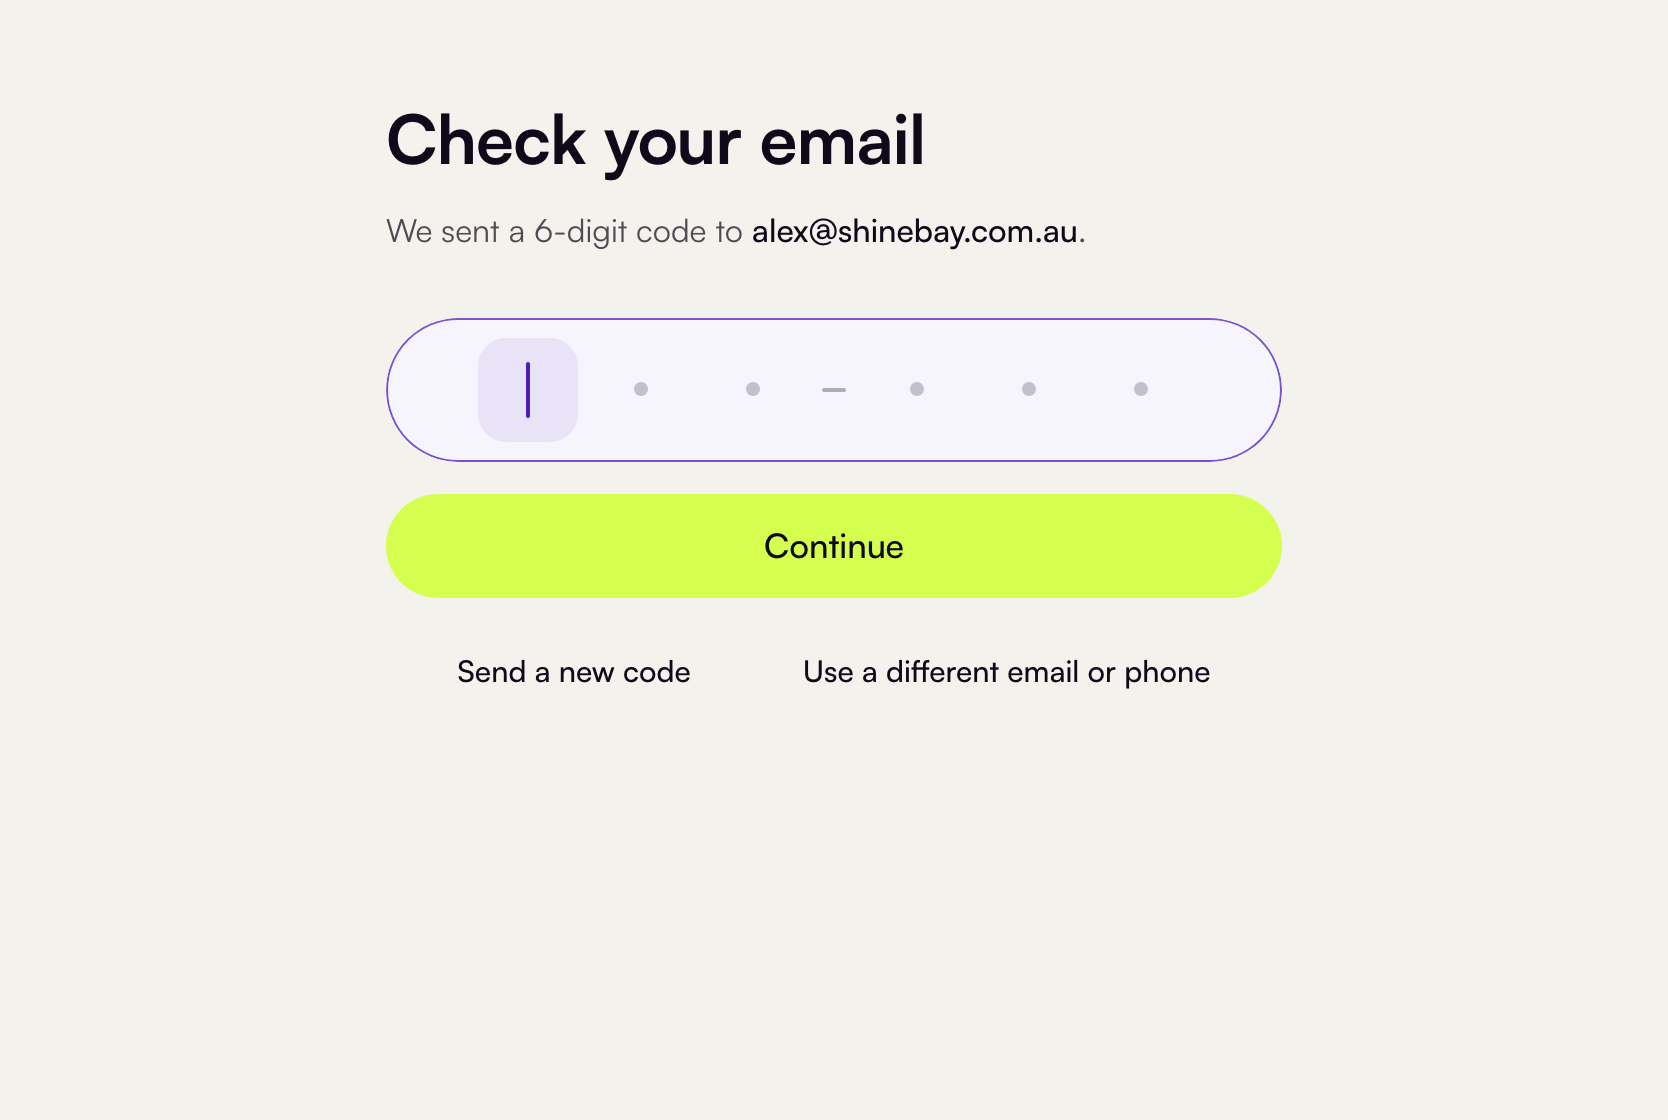 Check your email
We sent a 6-digit code to alex@shinebay.com.au.
Continue
Send a new code
Use a different email or phone